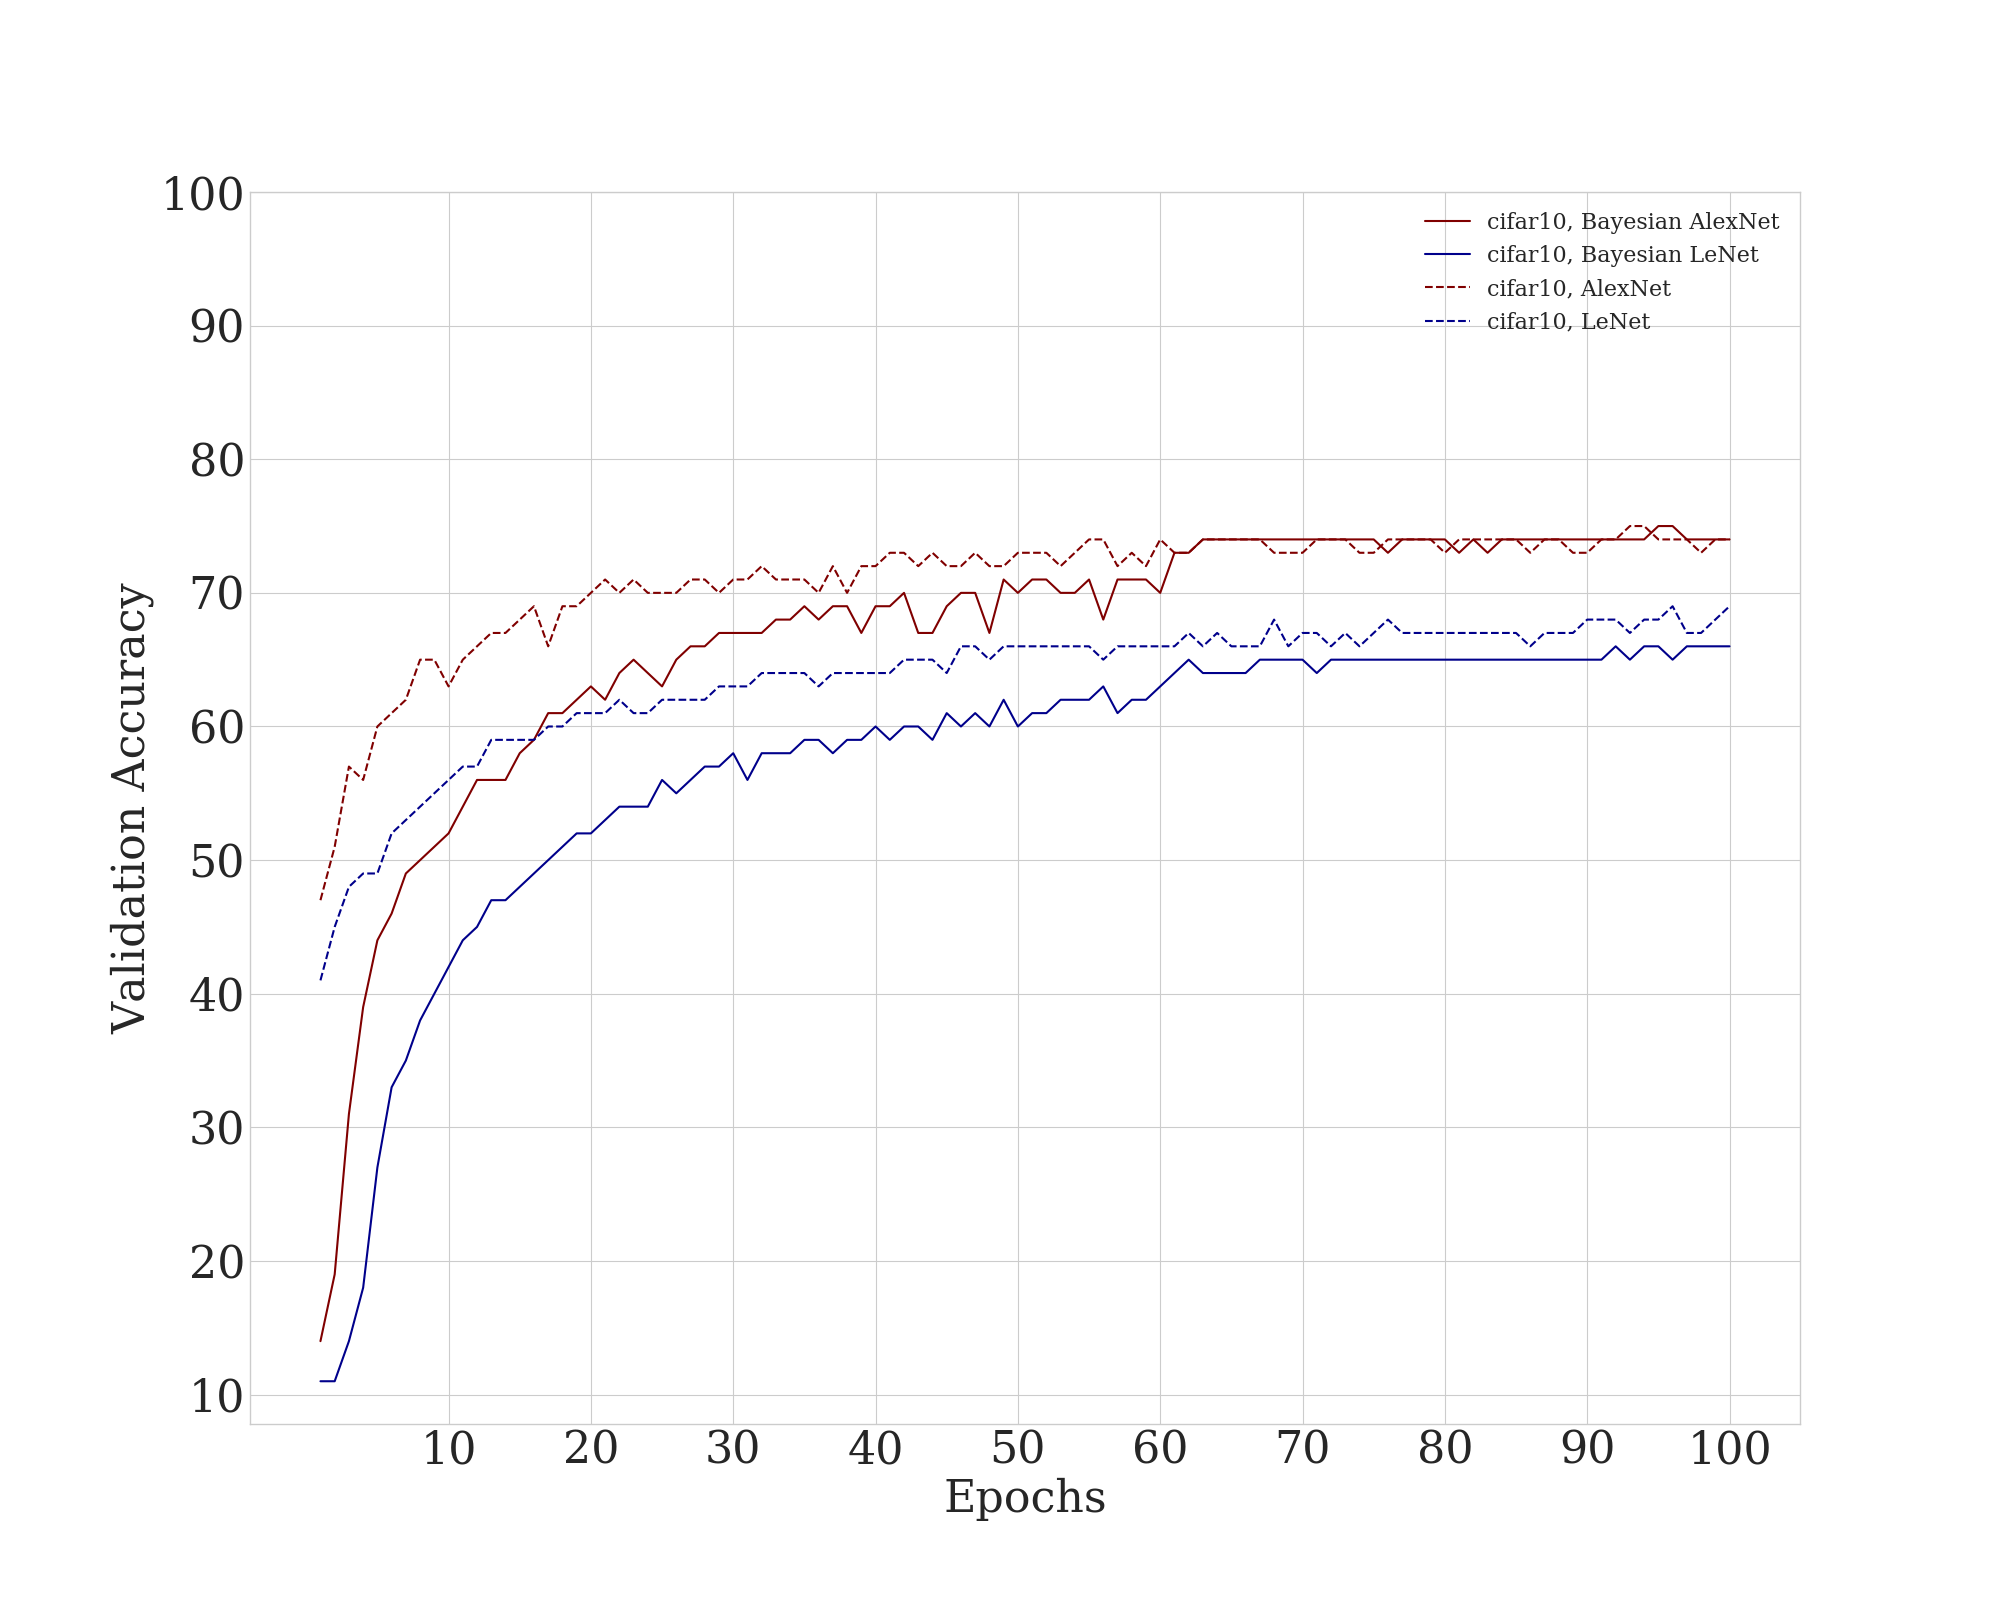 100
90
80
70
60
50
40
30
20
10
Validation Accuracy
cifar10, Bayesian AlexNet
cifar10, Bayesian LeNet
cifar10, AlexNet
cifar10, LeNet
10 20 30 40 50 60 70 80 90 100
Epochs